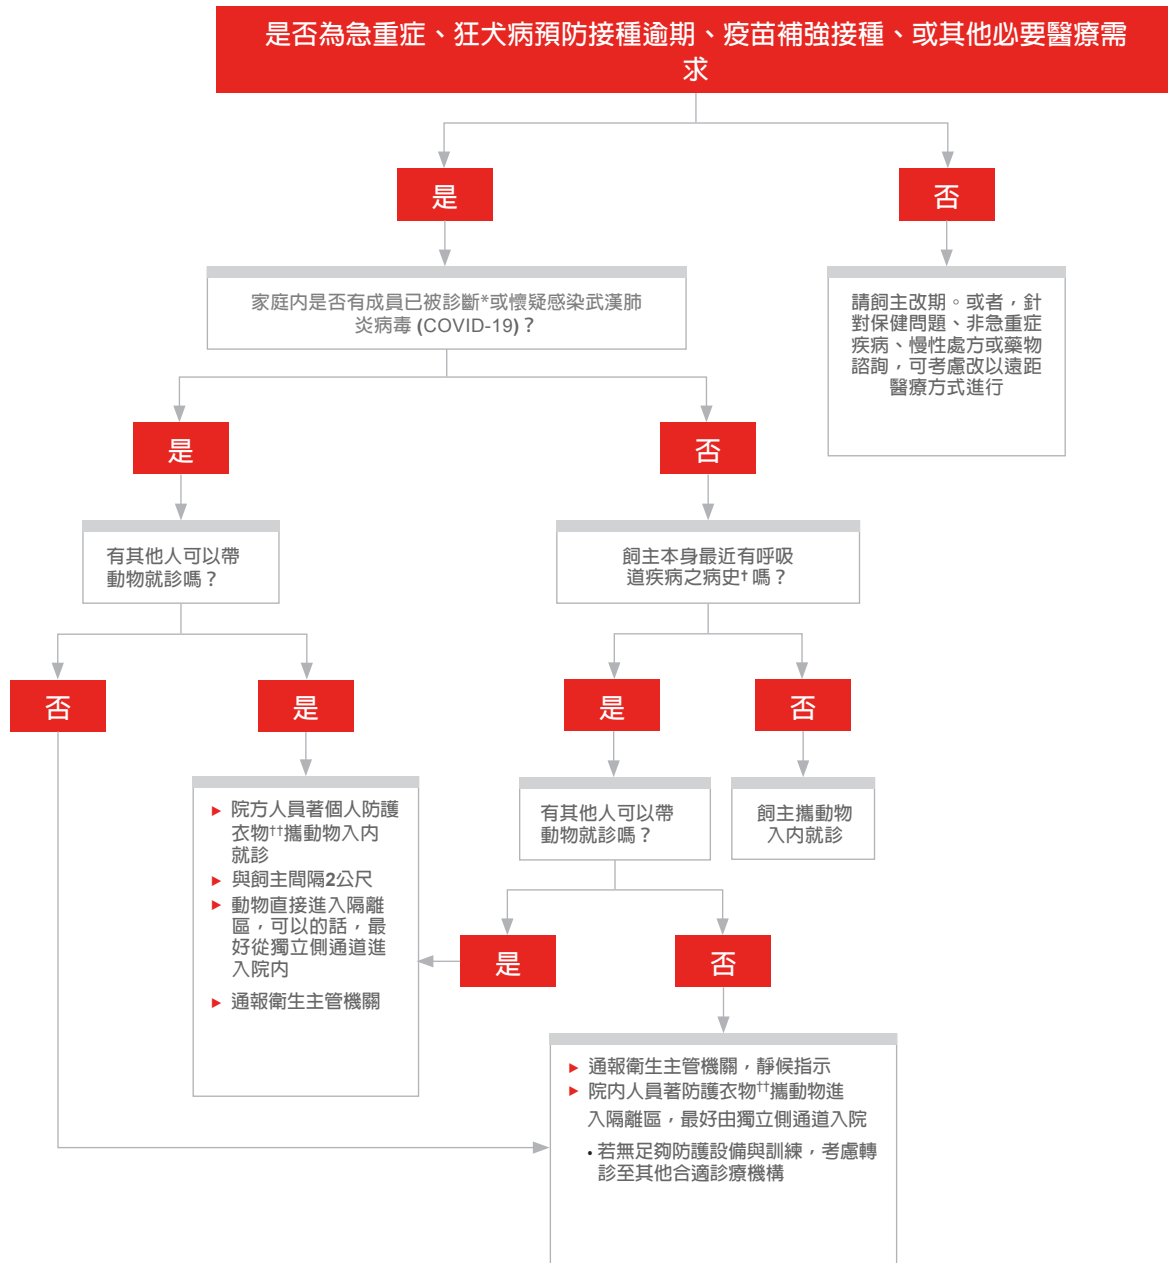 是否為急重症、狂犬病預防接種逾期、疫苗補強接種、或其他必要醫療需
求
是
否
家庭內是否有成員已被診斷*或懷疑感染武漢肺
炎病毒 (COVID-19)？
請飼主改期。或者，針
對保健問題、非急重症
疾病、慢性處方或藥物
諮詢，可考慮改以遠距
醫療方式進行
是
否
有其他人可以帶
動物就診嗎？
飼主本身最近有呼吸
道疾病之病史† 嗎？
否
是
是
否
▶ 院方人員著個人防護
衣物††攜動物入內
就診
▶ 與飼主間隔2公尺
▶ 動物直接進入隔離
區，可以的話，最
好從獨立側通道進
入院內
▶ 通報衛生主管機關
有其他人可以帶
動物就診嗎？
飼主攜動物
入內就診
是
否
▶ 通報衛生主管機關，靜候指示
▶ 院內人員著防護衣物††攜動物進
入隔離區，最好由獨立側通道入院
• 若無足夠防護設備與訓練，考慮轉
診至其他合適診療機構